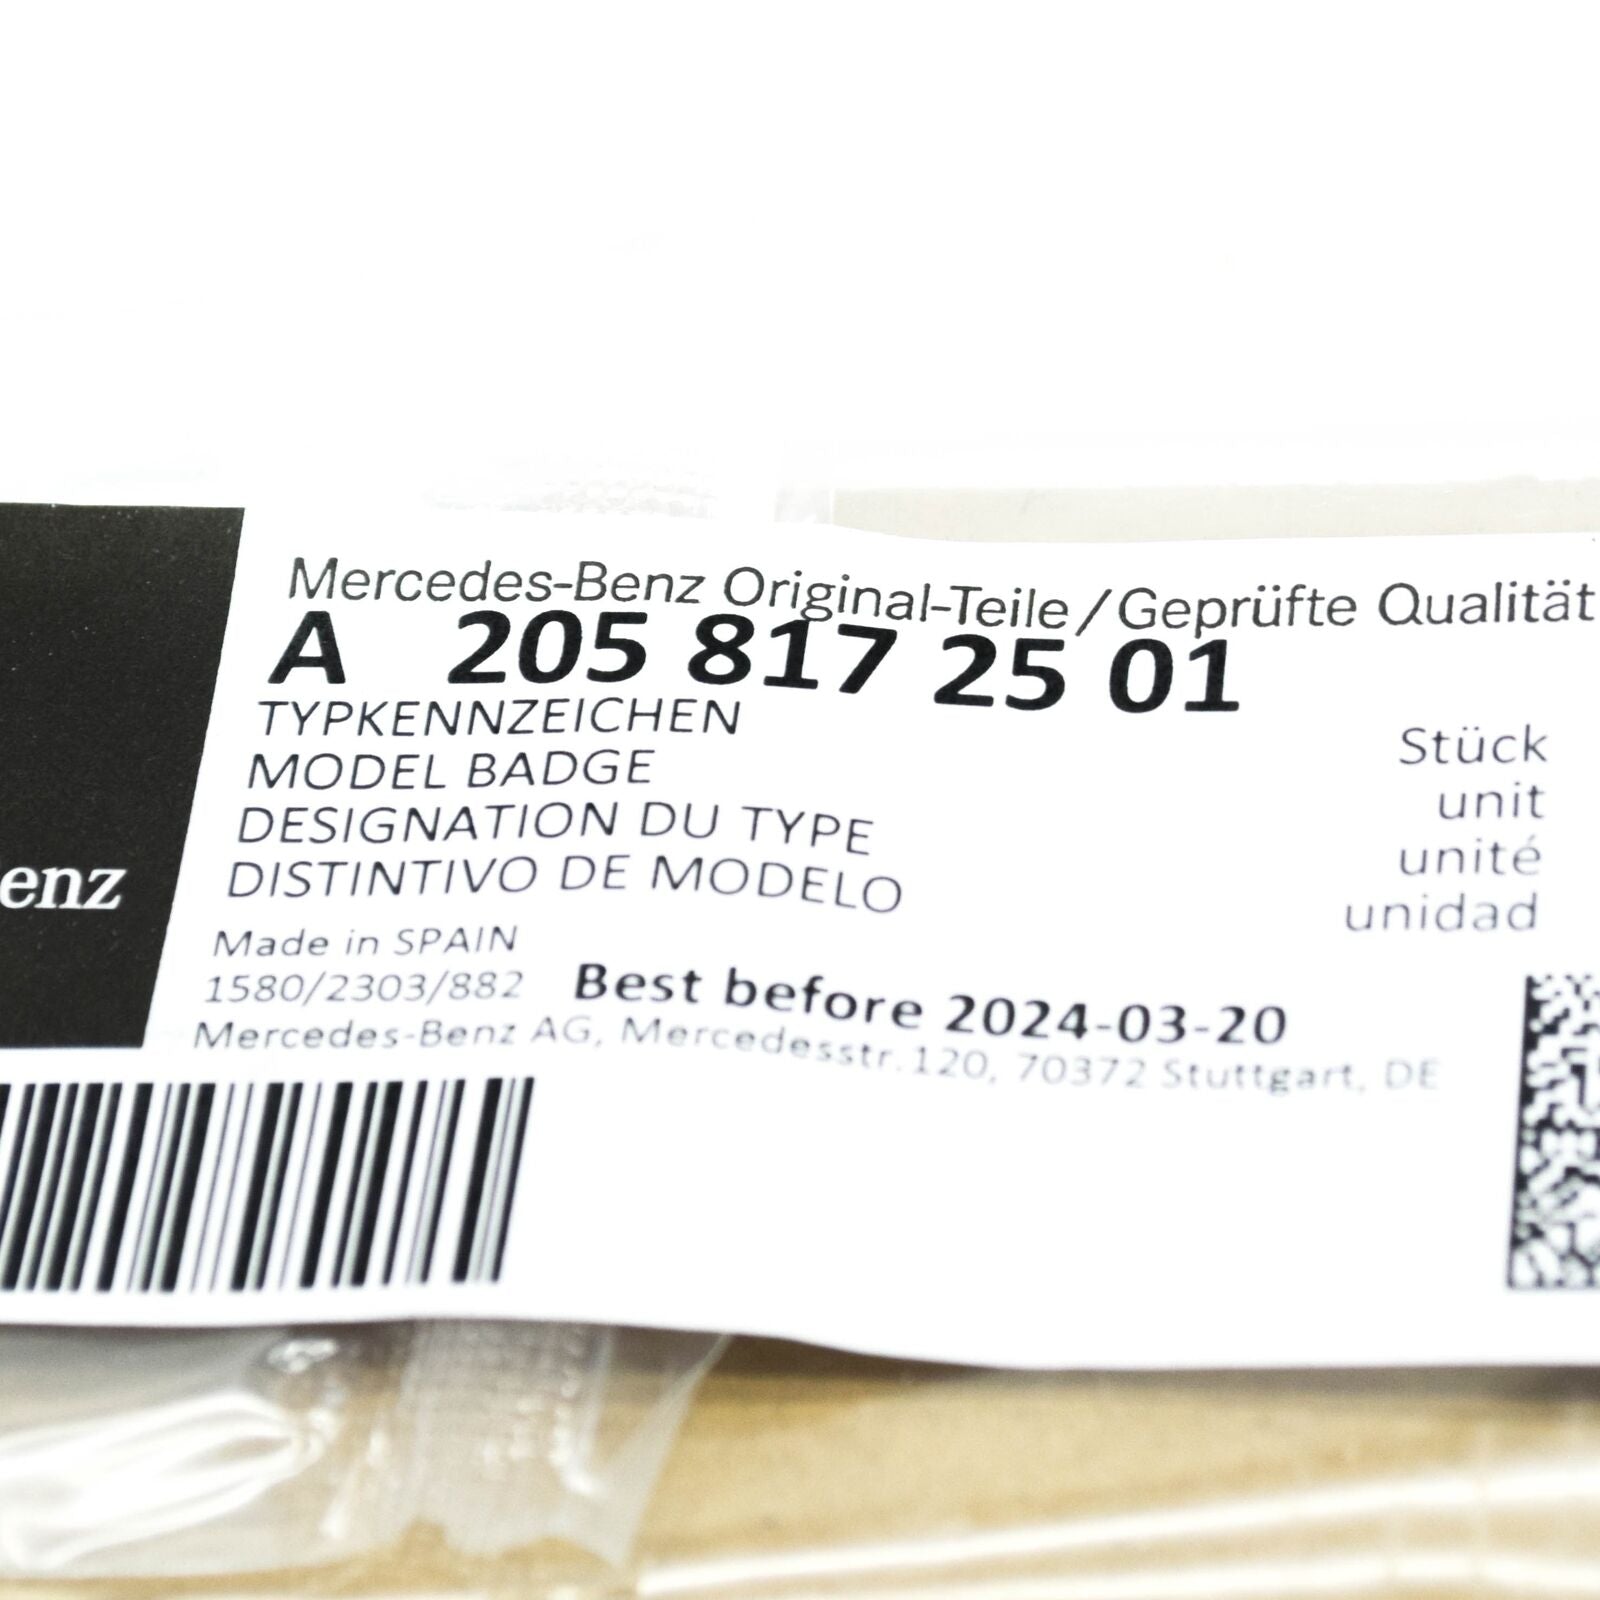 Mercedes-Benz Original-Teile/Geprüfte Qualität
A 205 817 25 01
TYPKENNZEICHEN
MODEL BADGE
DESIGNATION DU TYPE
DISTINTIVO DE MODELO
Stück
unit
unité
unidad
enz
Made in SPAIN
1580/2303/882 Best before 2024-03-20
Mercedes-Benz AG, Mercedesstr.120, 70372 Stuttgart, DE